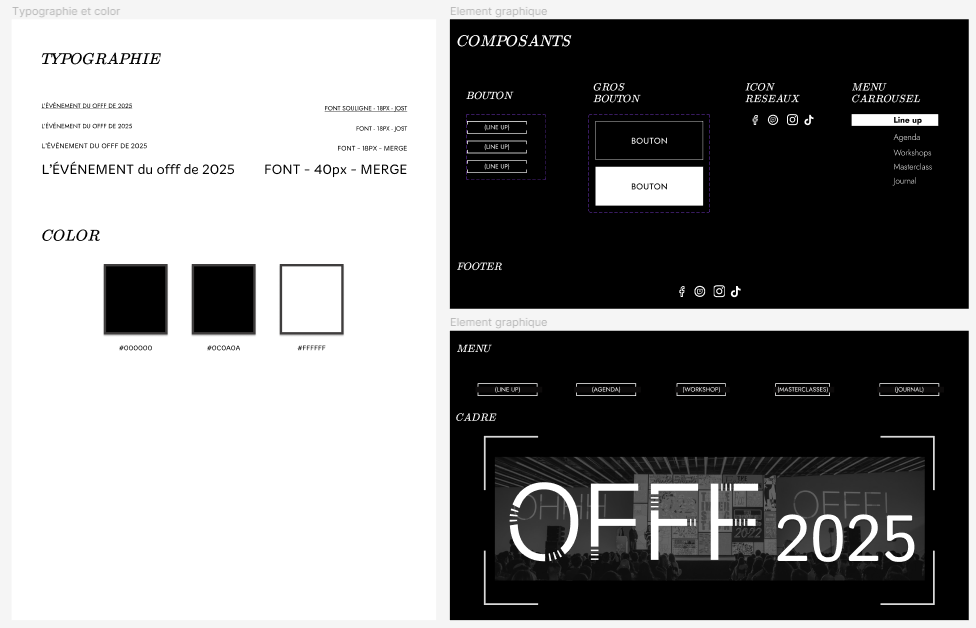 Typographie et color
TYPOGRAPHIE
L'ÉVÉNEMENT DU OFFF DE 2025
FONT SOULIGNE - 18PX - JOST
L'ÉVÉNEMENT DU OFFF DE 2025
FONT - 18PX - JOST
L'ÉVÉNEMENT DU OFFF DE 2025
FONT - 18PX - MERGE
L'ÉVÉNEMENT du offf de 2025
FONT - 40px - MERGE
COLOR
#000000
#0C0A0A
#FFFFFF
Element graphique
COMPOSANTS
BOUTON
(LINE UP)
(LINE UP)
(LINE UP)
GROS
BOUTON
BOUTON
BOUTON
ICON
RESEAUX
MENU
CARROUSEL
Line up
Agenda
Workshops
Masterclass
Journal
FOOTER
Element graphique
MENU
(LINE UP)
(AGENDA)
(WORKSHOP)
(MASTERCLASSES)
(JOURNAL)
CADRE
OFFF 2025
2022